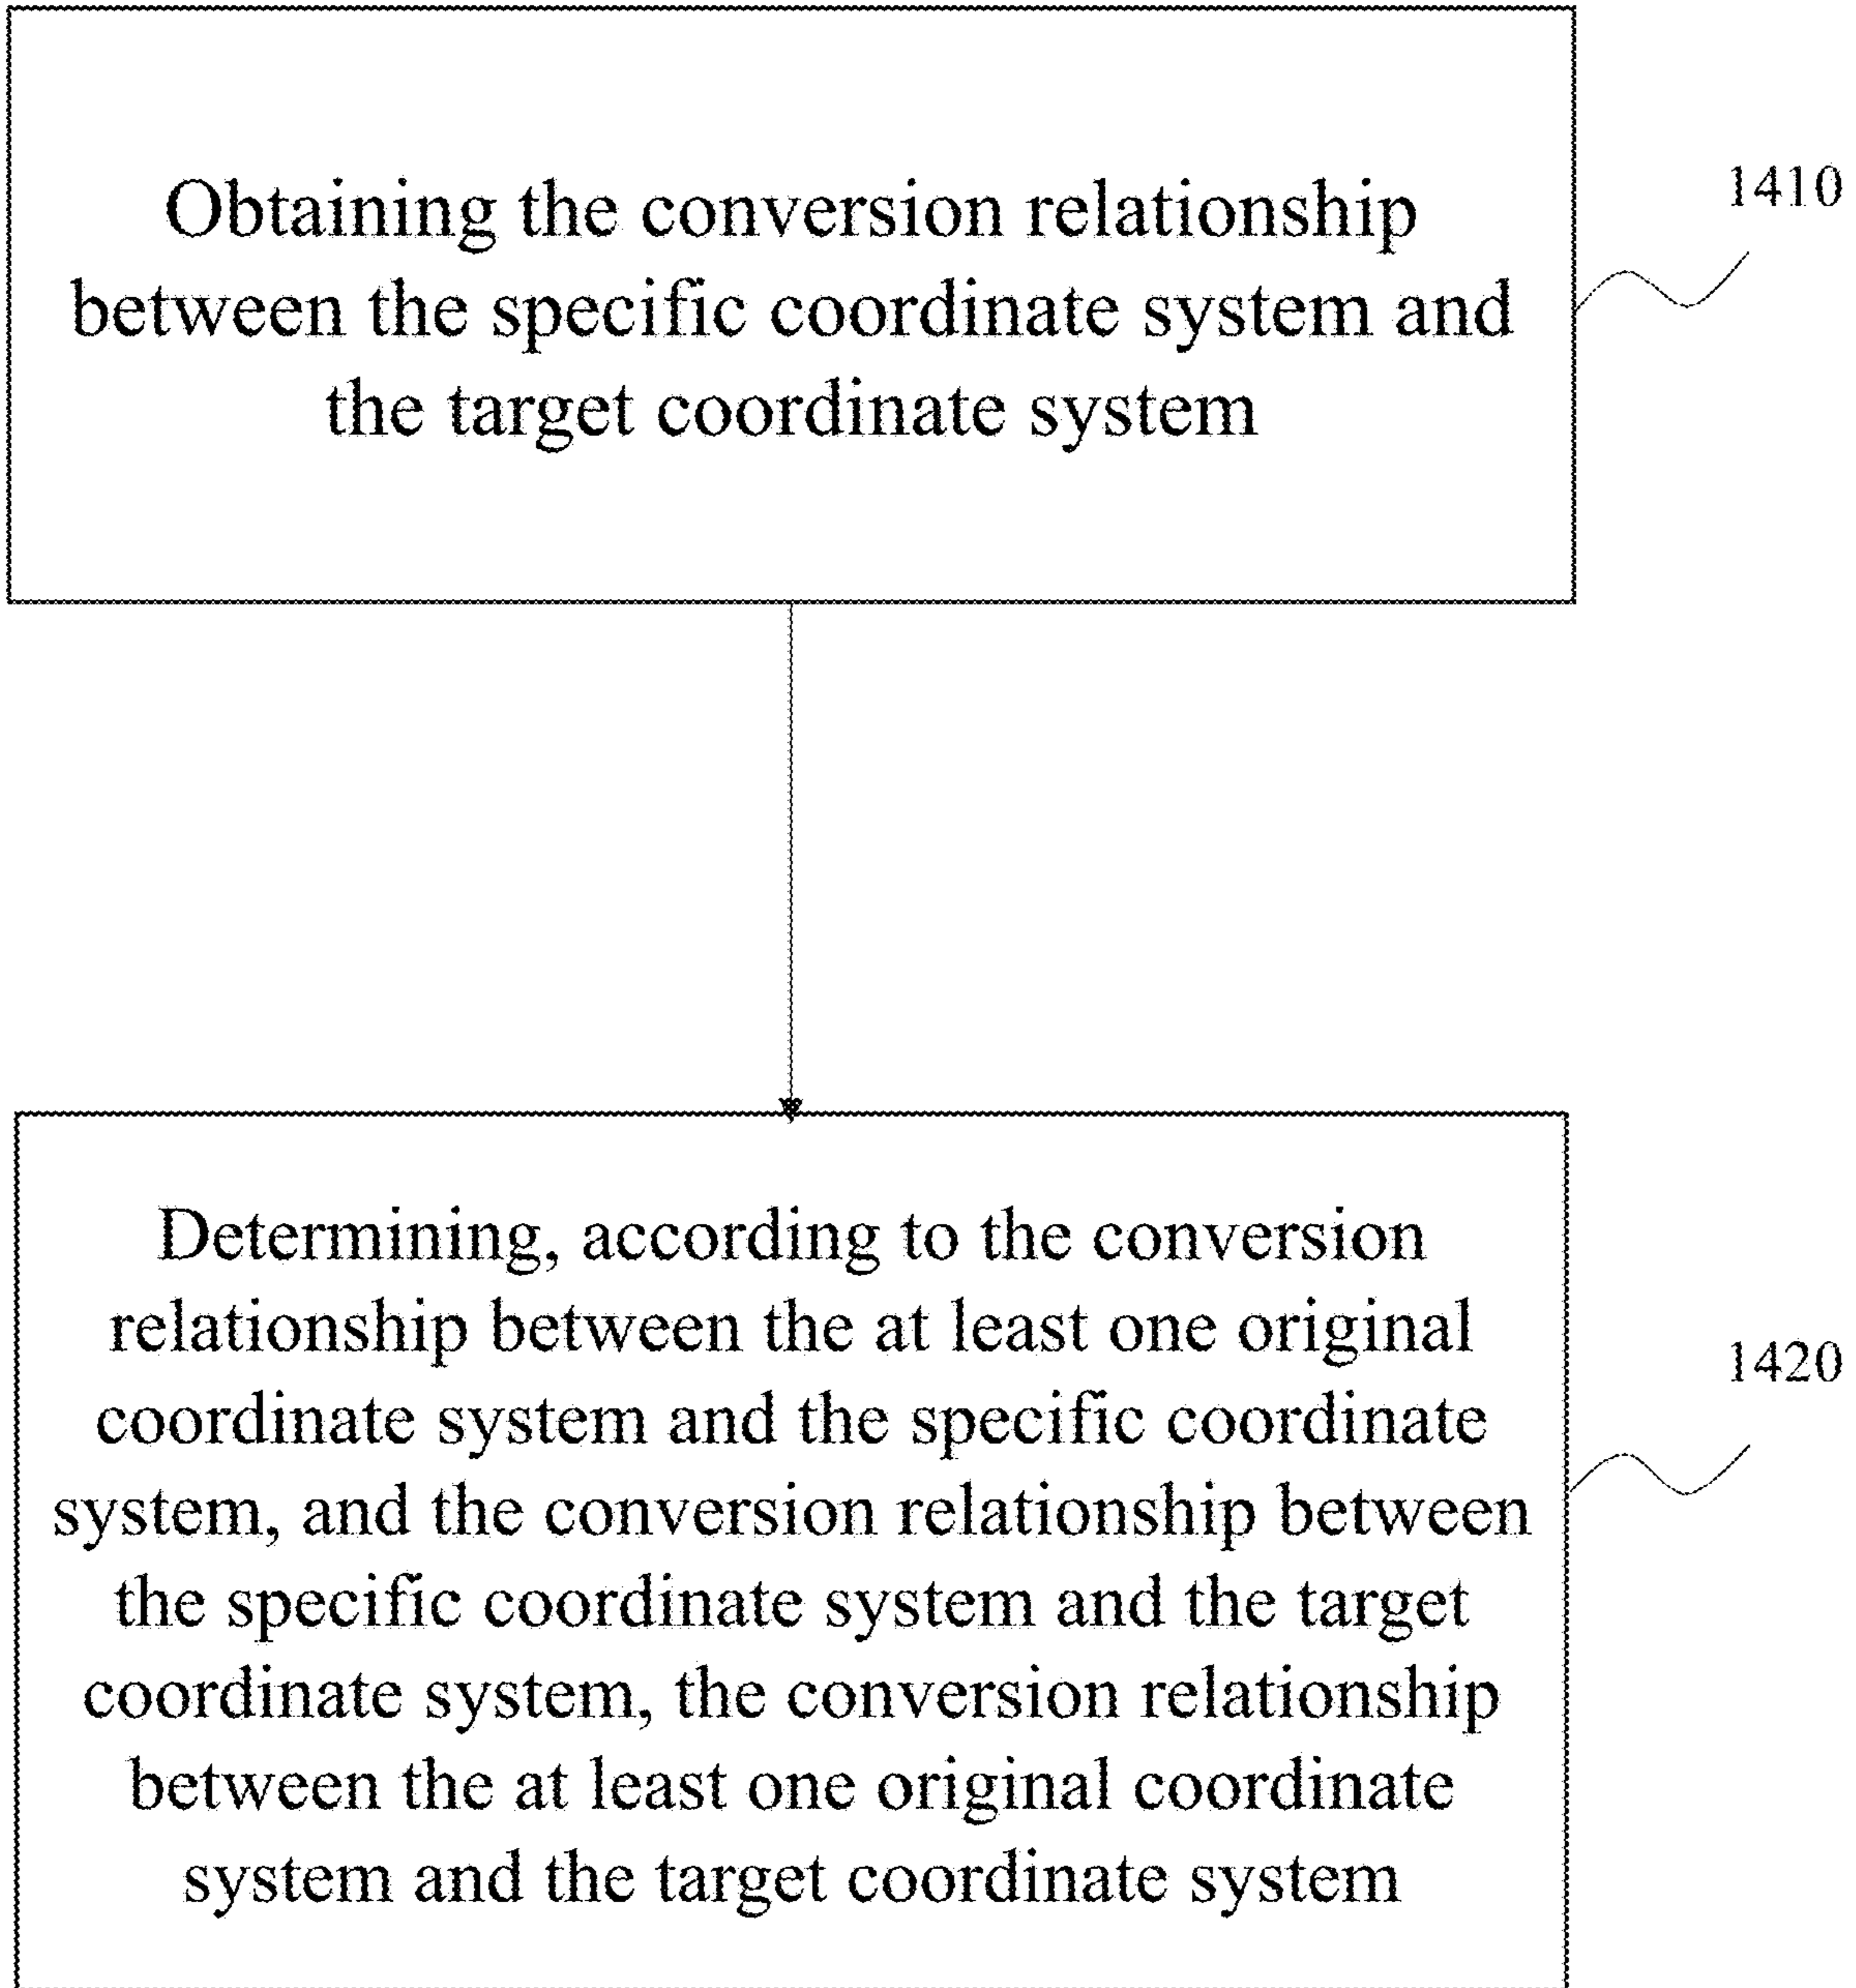 Obtaining the conversion relationship
between the specific coordinate system and
the target coordinate system
1410
Determining, according to the conversion
relationship between the at least one original
coordinate system and the specific coordinate
system, and the conversion relationship between
the specific coordinate system and the target
coordinate system, the conversion relationship
between the at least one original coordinate
system and the target coordinate system
1420